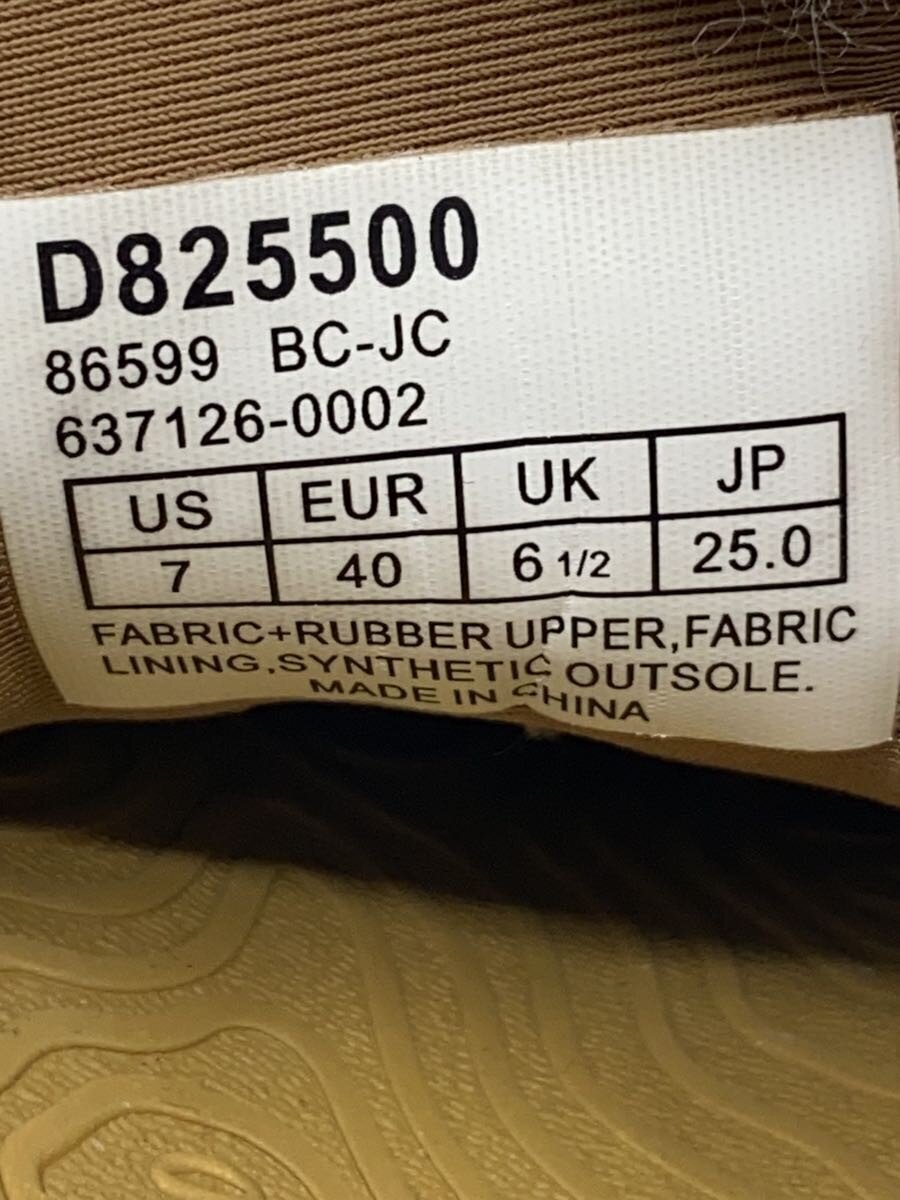 D825500
86599 BC-JC
637126-0002
US EUR UK JP
7 40 6 1/2 25.0
FABRIC+RUBBER UPPER,FABRIC
LINING,SYNTHETIC OUTSOLE.
MADE IN CHINA